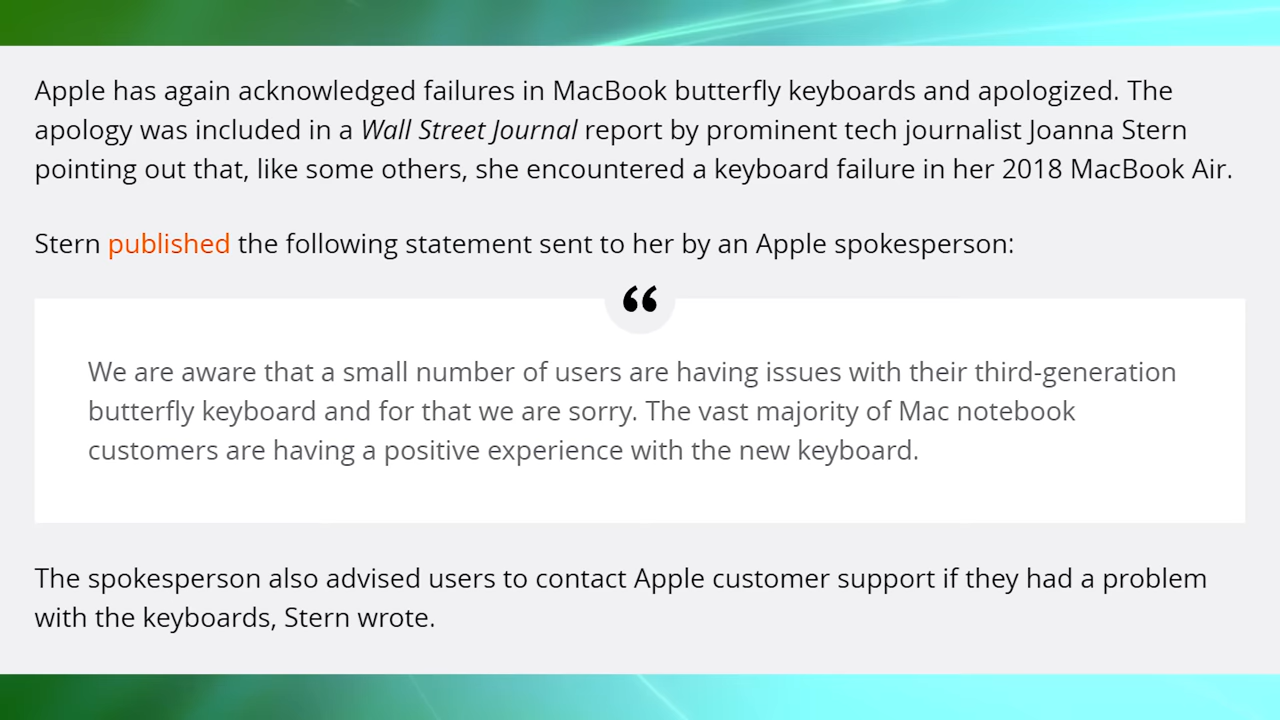 Apple has again acknowledged failures in MacBook butterfly keyboards and apologized. The
apology was included in a Wall Street Journal report by prominent tech journalist Joanna Stern
pointing out that, like some others, she encountered a keyboard failure in her 2018 MacBook Air.
Stern published the following statement sent to her by an Apple spokesperson:
“
We are aware that a small number of users are having issues with their third-generation
butterfly keyboard and for that we are sorry. The vast majority of Mac notebook
customers are having a positive experience with the new keyboard.
The spokesperson also advised users to contact Apple customer support if they had a problem
with the keyboards, Stern wrote.